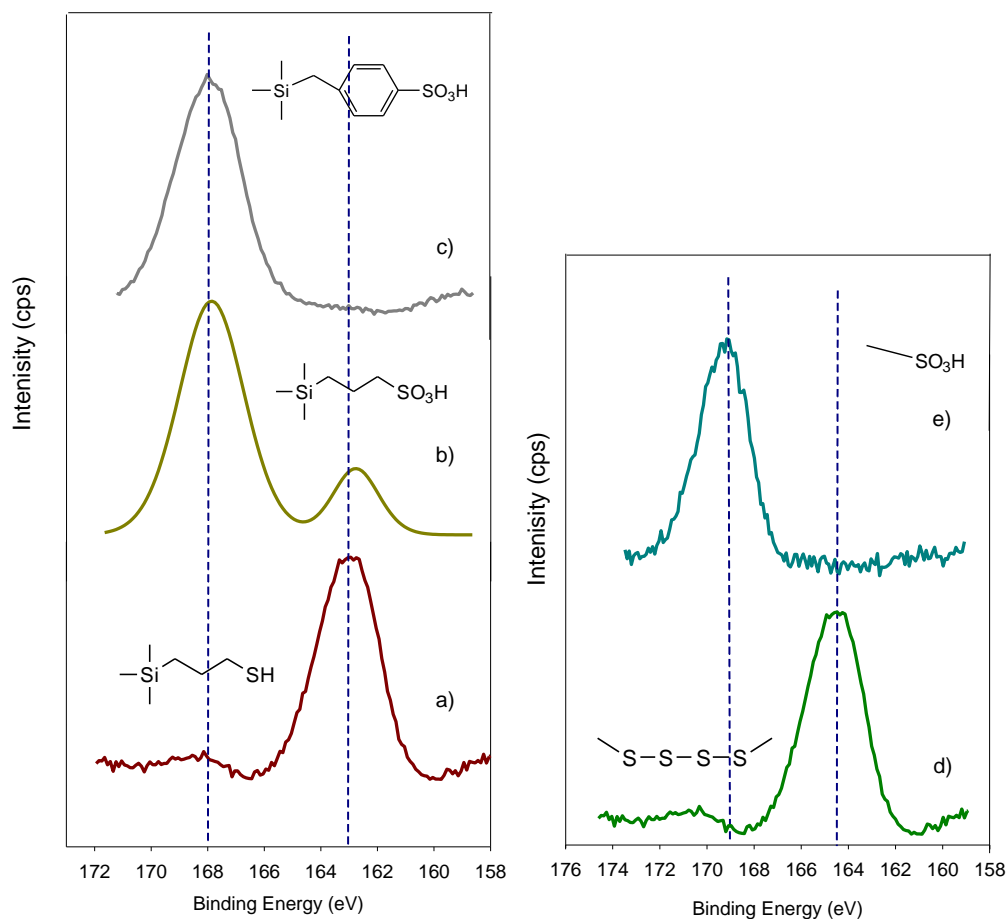 Si
SO3H
c)
Si
SO3H
b)
Si
SH
a)
Intenisity (cps)
172 170 168 166 164 162 160 158
Binding Energy (eV)
SO3H
e)
S S S S
d)
Intenisity (cps)
176 174 172 170 168 166 164 162 160 158
Binding Energy (eV)